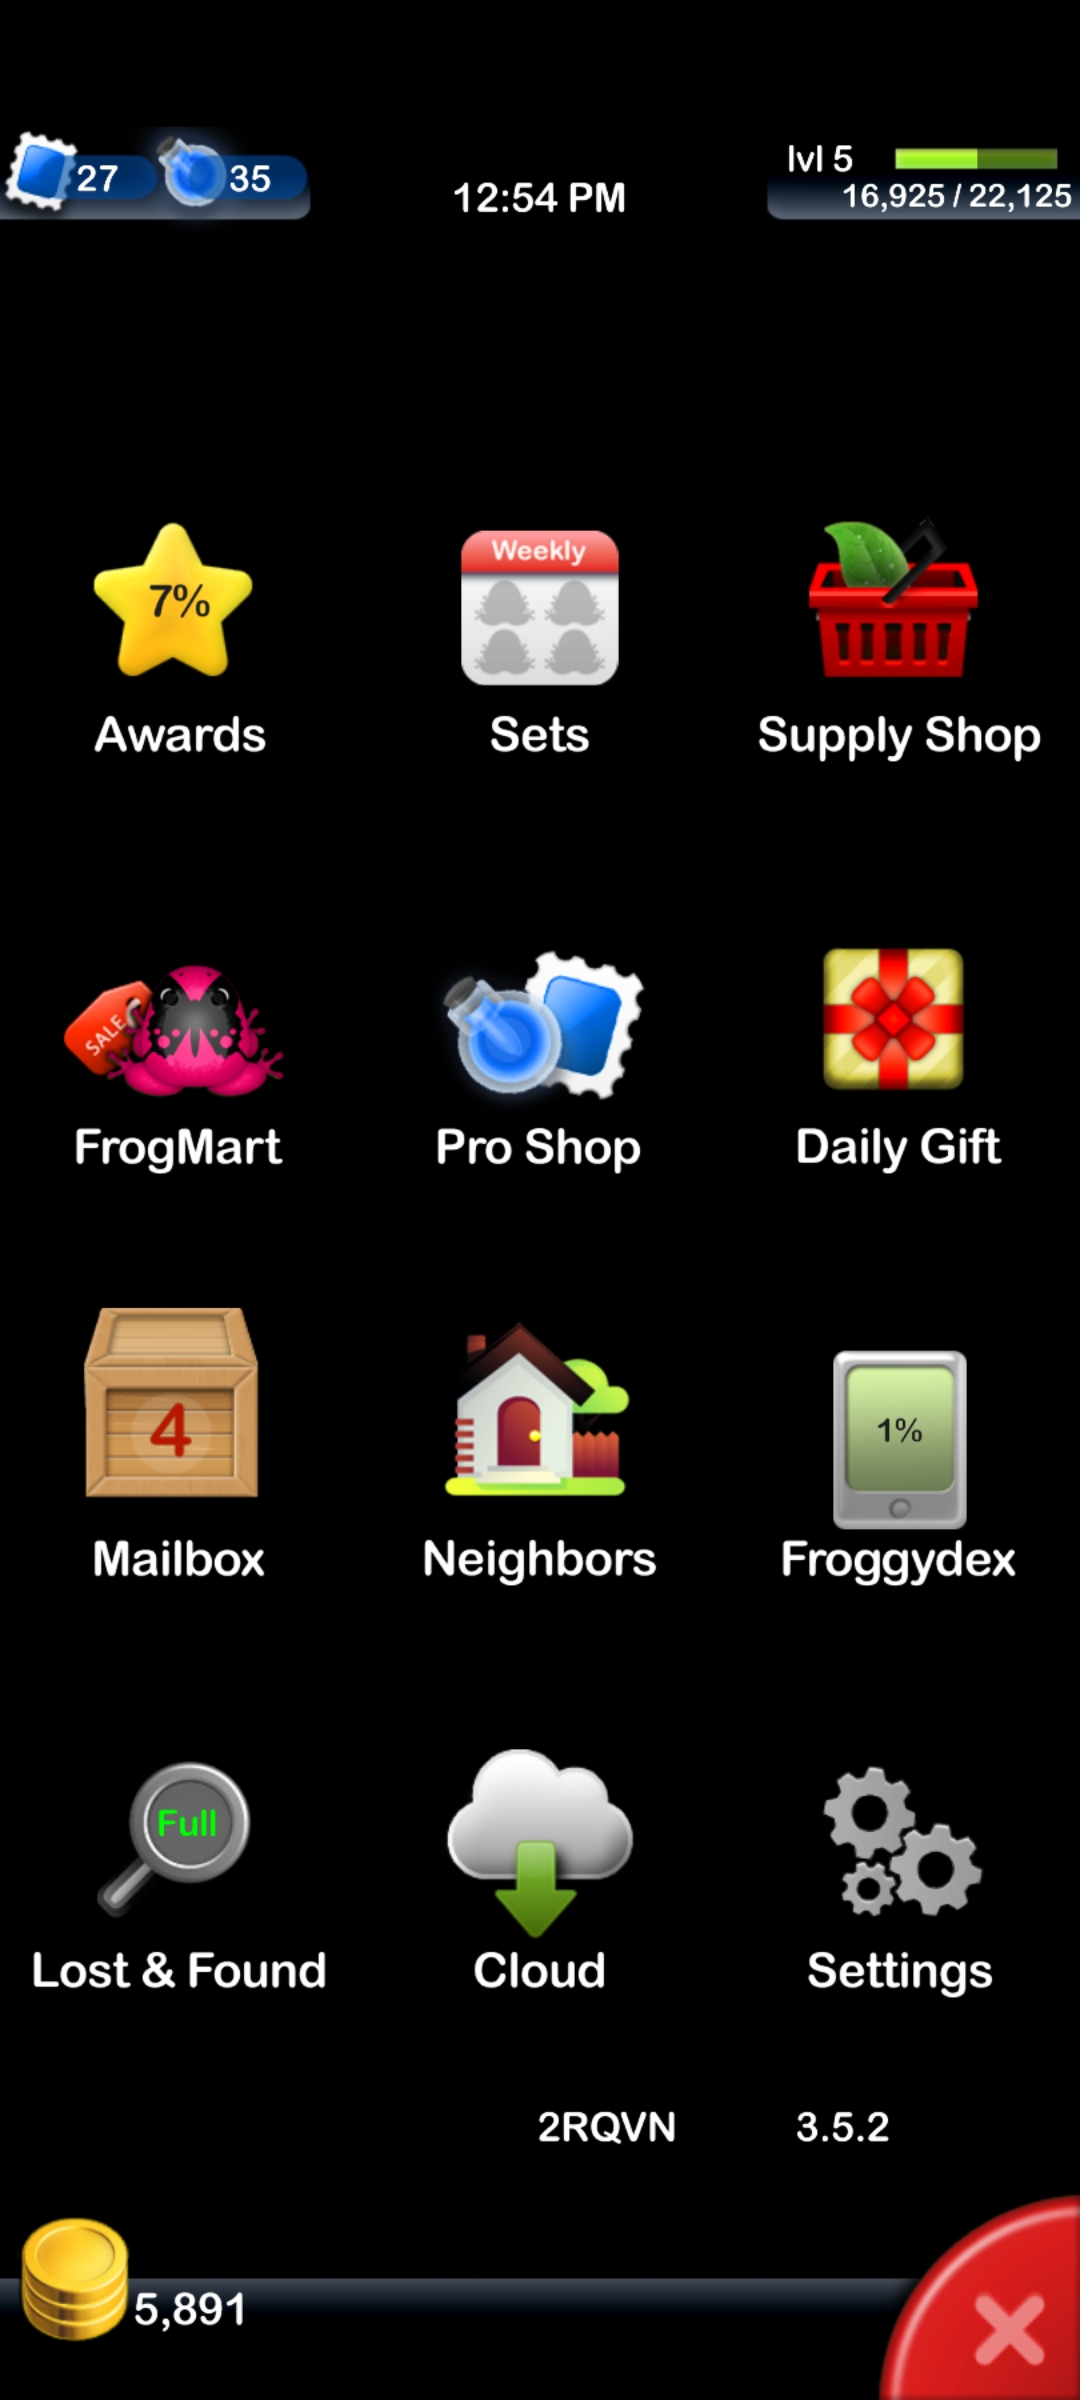 27
35
12:54 PM
lvl 5
16,925 / 22,125
7%
Weekly
Awards
Sets
Supply Shop
SALE
FrogMart
Pro Shop
Daily Gift
4
1%
Mailbox
Neighbors
Froggydex
Full
Lost & Found
Cloud
Settings
2RQVN
3.5.2
5,891